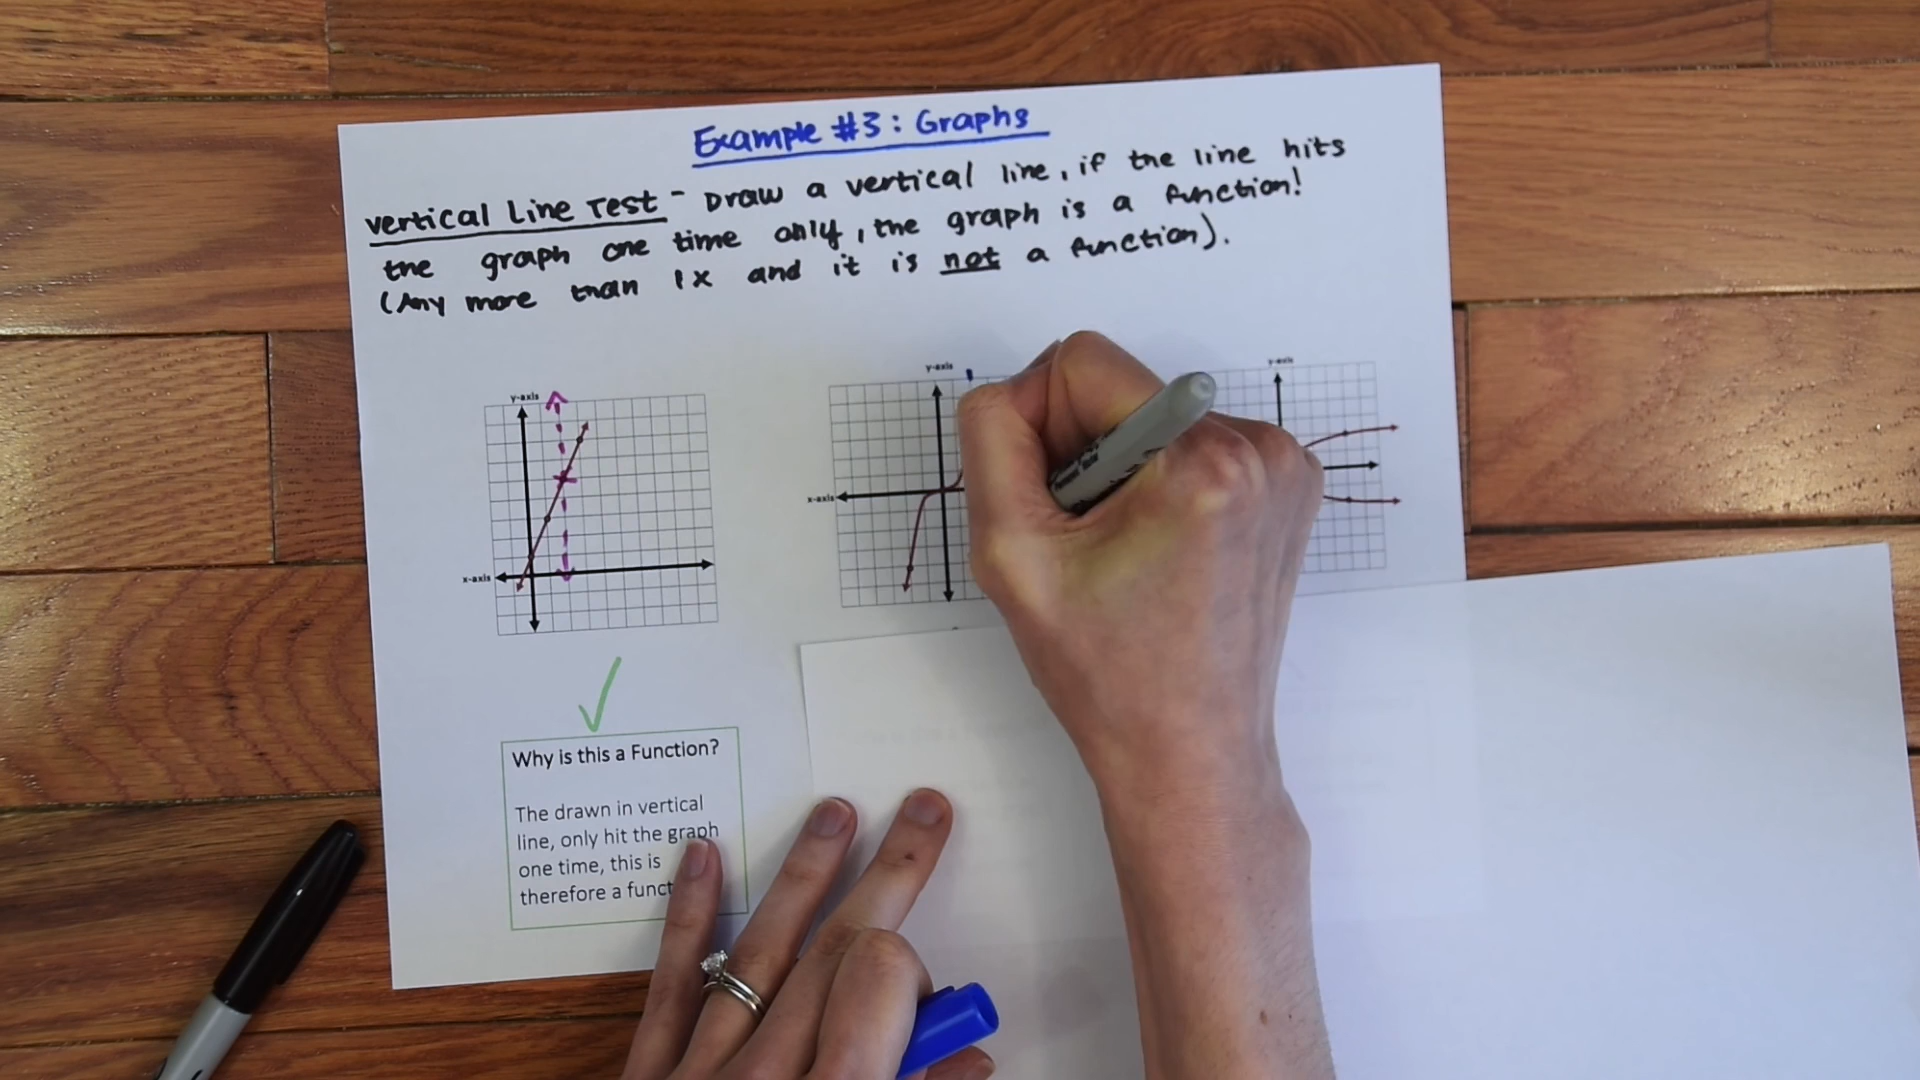 Example #3: Graphs
Vertical Line Test - Draw a vertical line, if the line hits
the graph one time only, the graph is a function!
(Any more than 1x and it is not a function).
y-axis
y-axis
y-axis
x-axis
x-axis
Why is this a Function?
The drawn in vertical
line, only hit the graph
one time, this is
therefore a funct